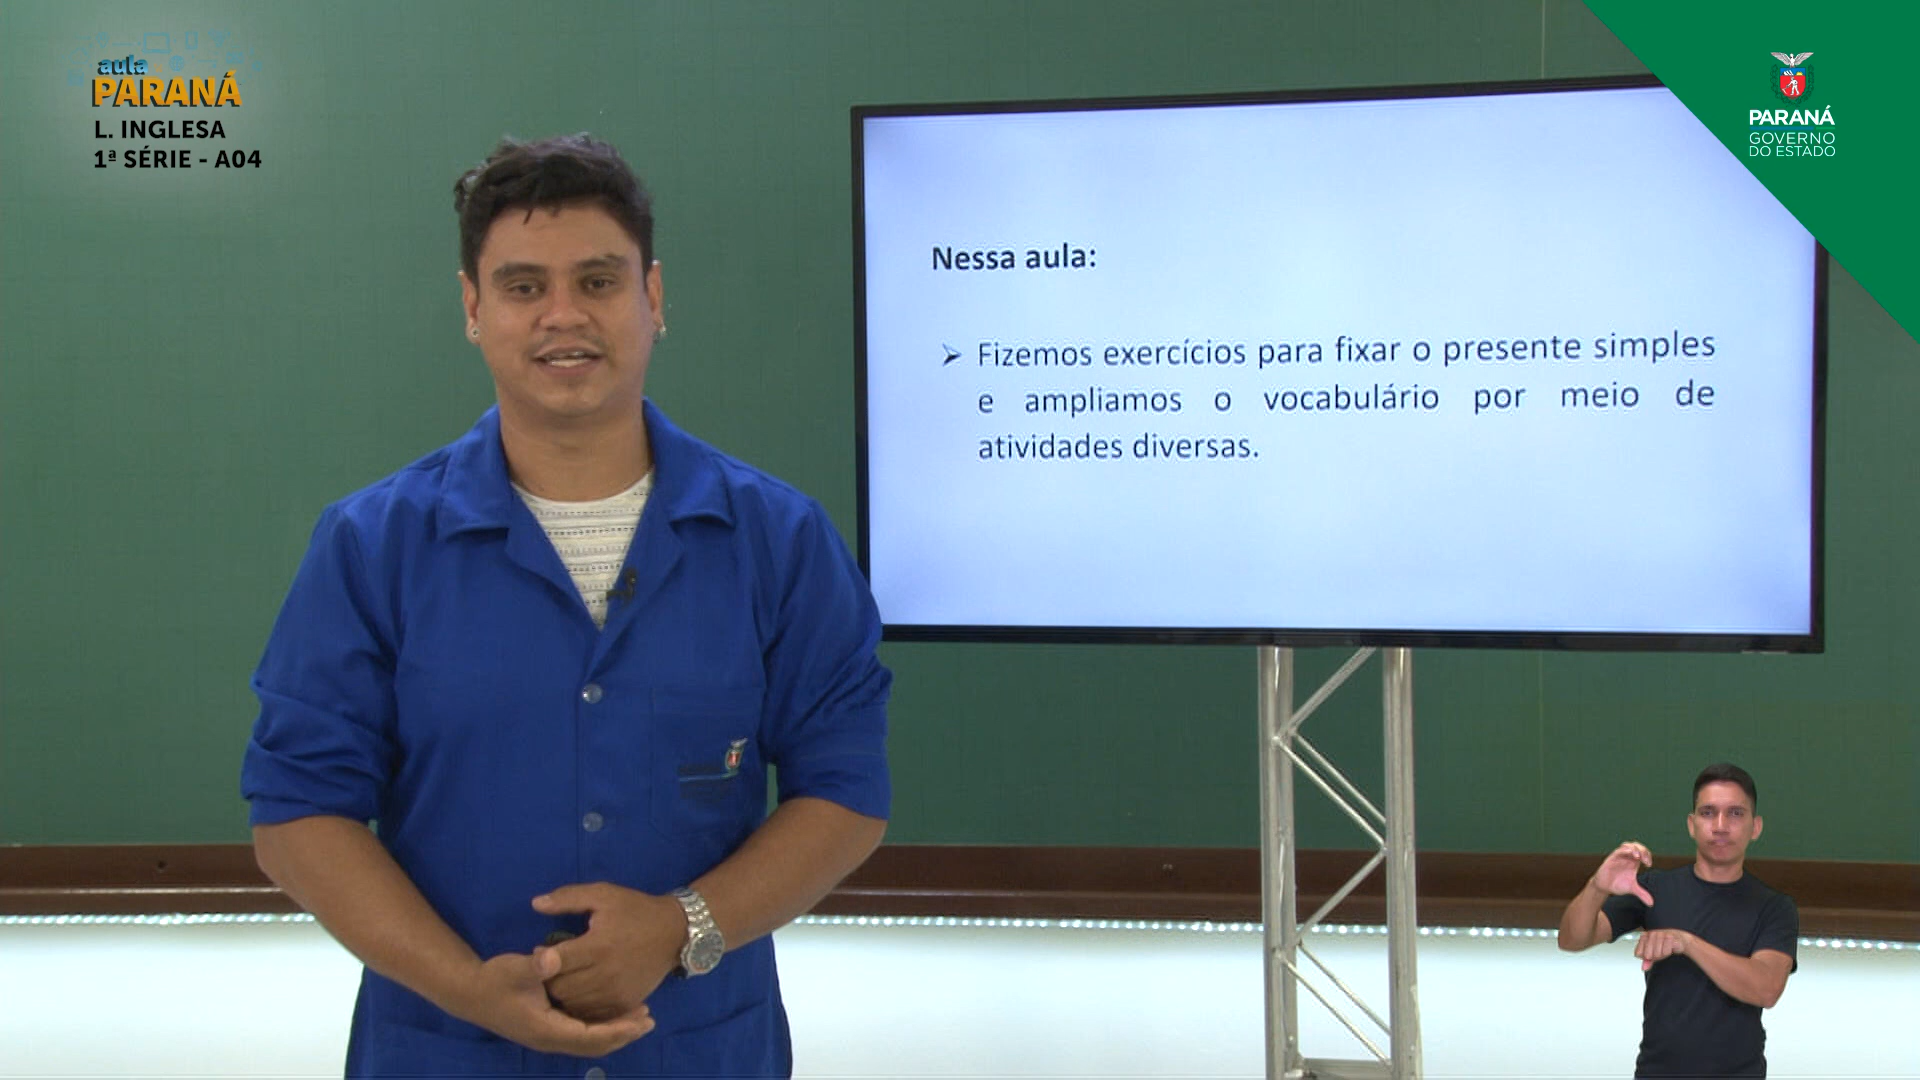 aula
PARANÁ
L. INGLESA
1ª SÉRIE - A04
PARANÁ
GOVERNO
DO ESTADO
Nessa aula:
➢ Fizemos exercícios para fixar o presente simples
e ampliamos o vocabulário por meio de
atividades diversas.